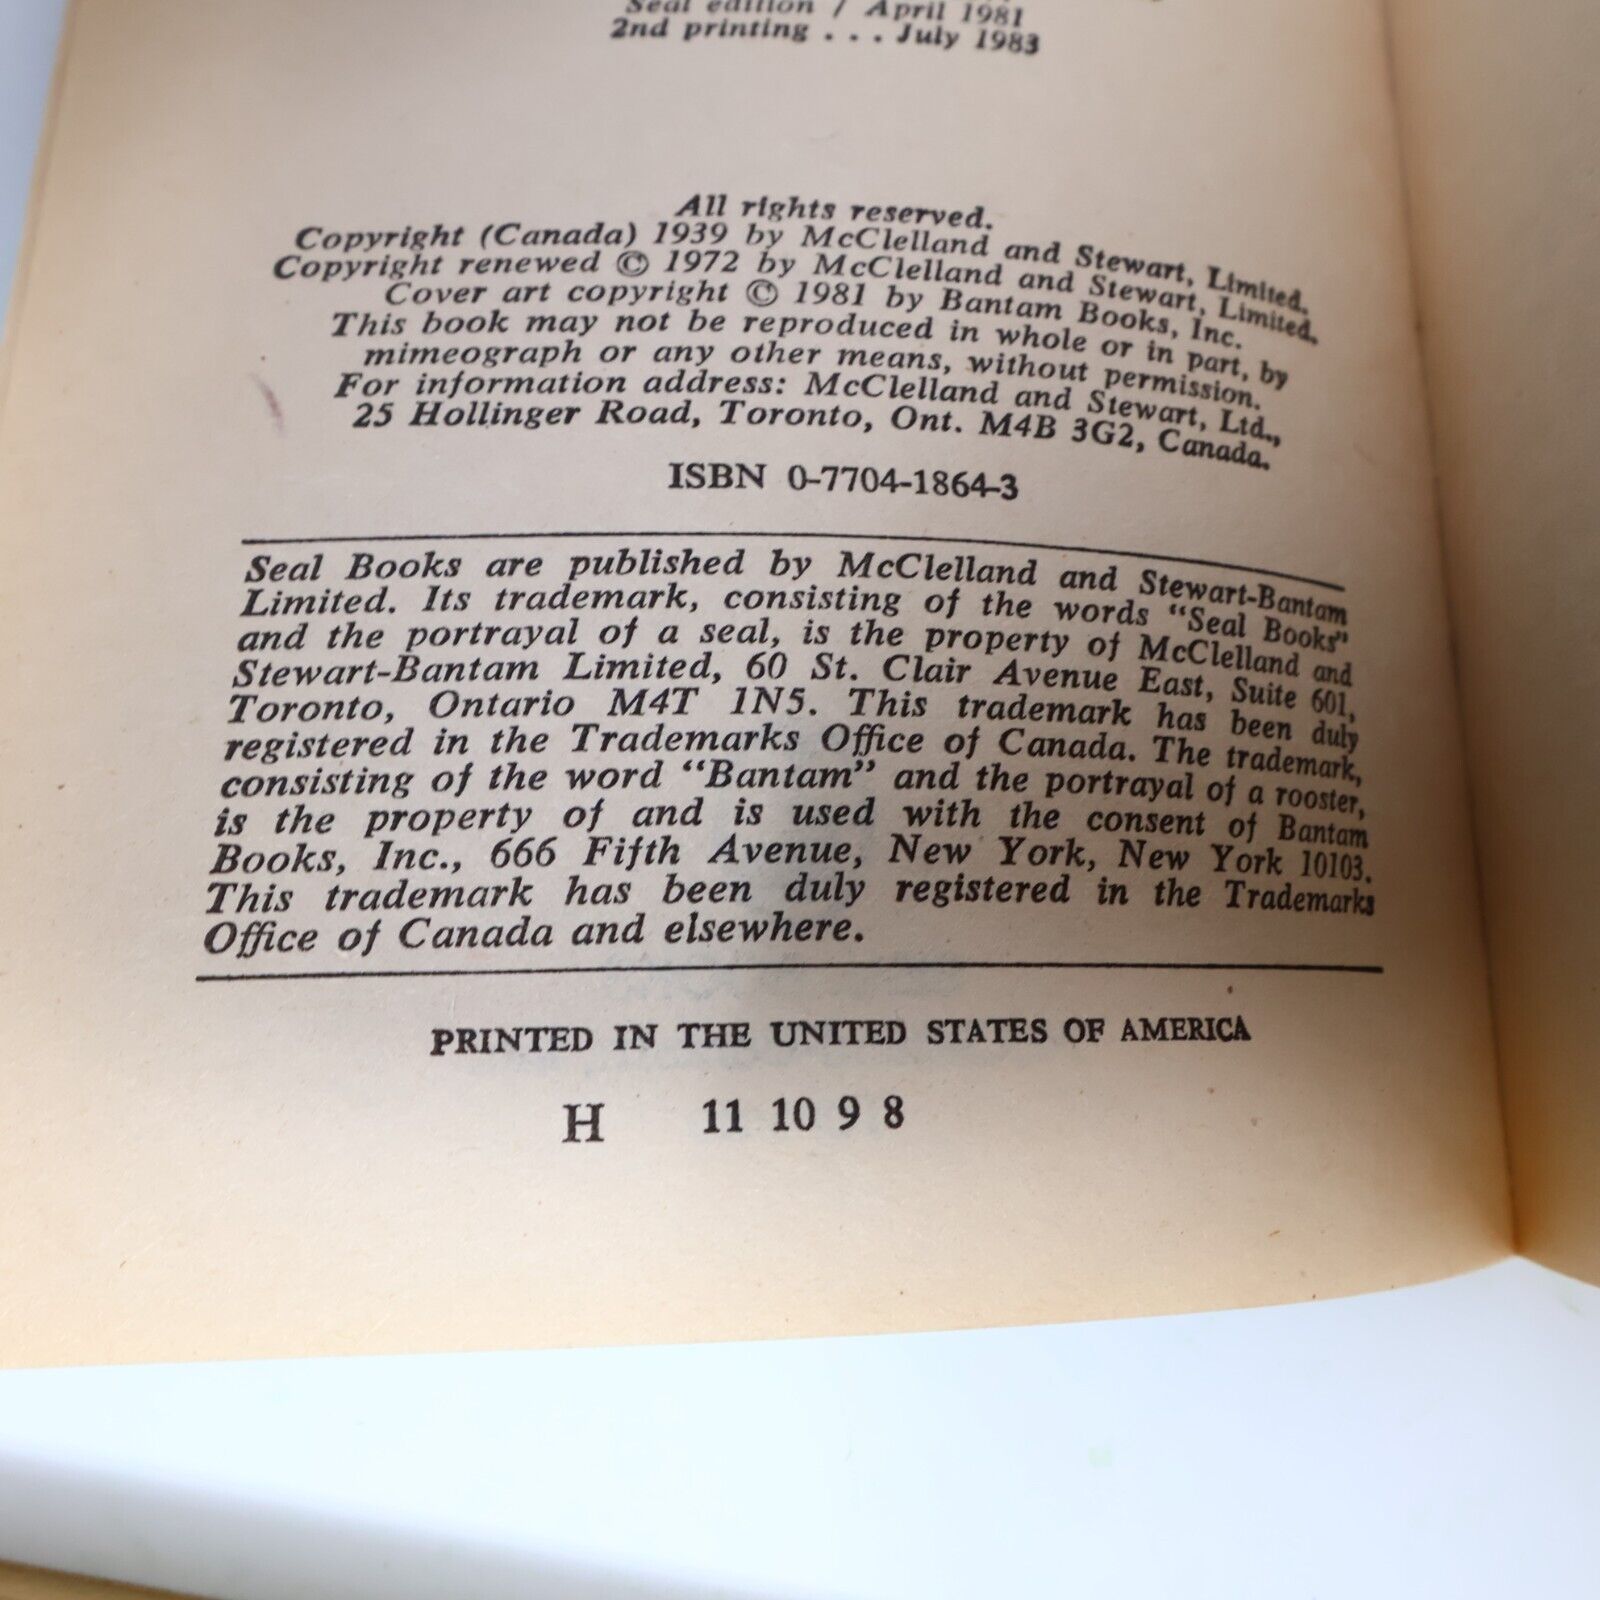 Seal edition / April 1981
2nd printing . . . July 1983
All rights reserved.
Copyright (Canada) 1939 by McClelland and Stewart, Limited.
Copyright renewed © 1972 by McClelland and Stewart, Limited.
Cover art copyright © 1981 by Bantam Books, Inc.
This book may not be reproduced in whole or in part, by
mimeograph or any other means, without permission.
For information address: McClelland and Stewart, Ltd.,
25 Hollinger Road, Toronto, Ont. M4B 3G2, Canada.
ISBN 0-7704-1864-3
Seal Books are published by McClelland and Stewart-Bantam
Limited. Its trademark, consisting of the words "Seal Books"
and the portrayal of a seal, is the property of McClelland and
Stewart-Bantam Limited, 60 St. Clair Avenue East, Suite 601,
Toronto, Ontario M4T 1N5. This trademark has been duly
registered in the Trademarks Office of Canada. The trademark,
consisting of the word "Bantam" and the portrayal of a rooster,
is the property of and is used with the consent of Bantam
Books, Inc., 666 Fifth Avenue, New York, New York 10103.
This trademark has been duly registered in the Trademarks
Office of Canada and elsewhere.
PRINTED IN THE UNITED STATES OF AMERICA
H 11 10 9 8